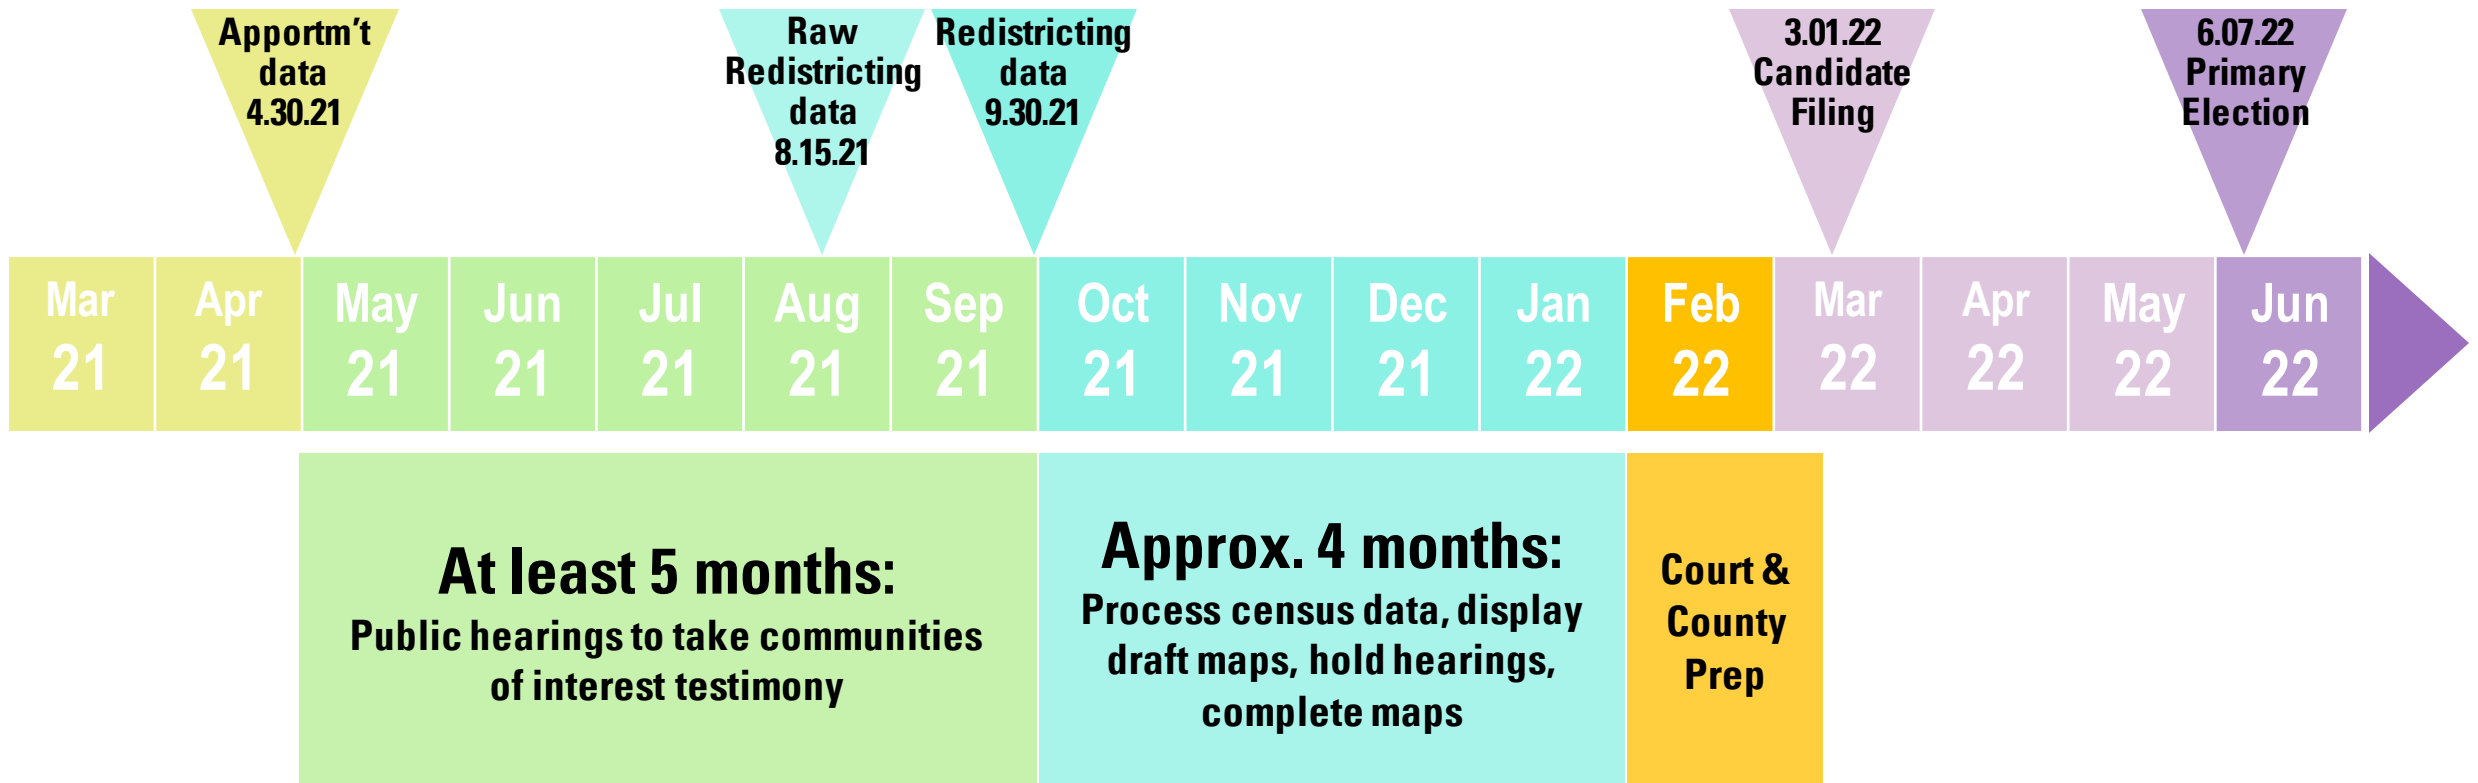 Apportm't
data
4.30.21
Raw
Redistricting
data
8.15.21
Redistricting
data
9.30.21
3.01.22
Candidate
Filing
6.07.22
Primary
Election
Mar
21
Apr
21
May
21
Jun
21
Jul
21
Aug
21
Sep
21
Oct
21
Nov
21
Dec
21
Jan
22
Feb
22
Mar
22
Apr
22
May
22
Jun
22
At least 5 months:
Public hearings to take communities
of interest testimony
Approx. 4 months:
Process census data, display
draft maps, hold hearings,
complete maps
Court &
County
Prep